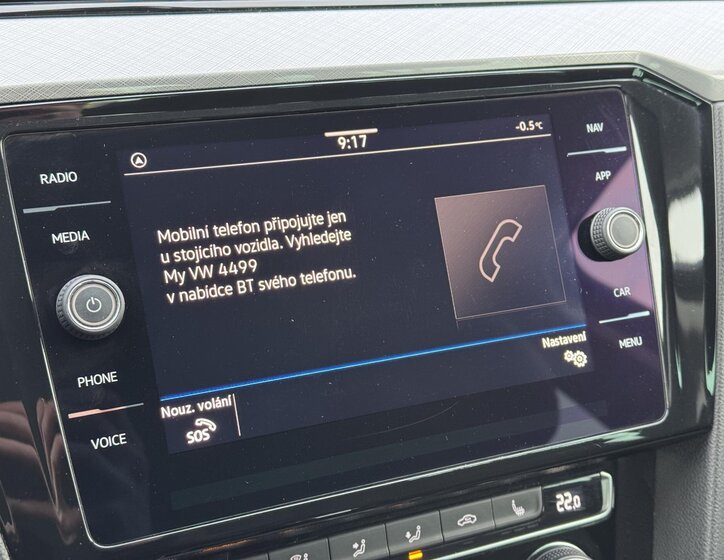 RADIO
MEDIA
PHONE
VOICE
9:17
-0.5°C
Mobilní telefon připojujte jen
u stojícího vozidla. Vyhledejte
My VW 4499
v nabídce BT svého telefonu.
Nastavení
Nouz. volání
SOS
NAV
APP
CAR
MENU
22.0